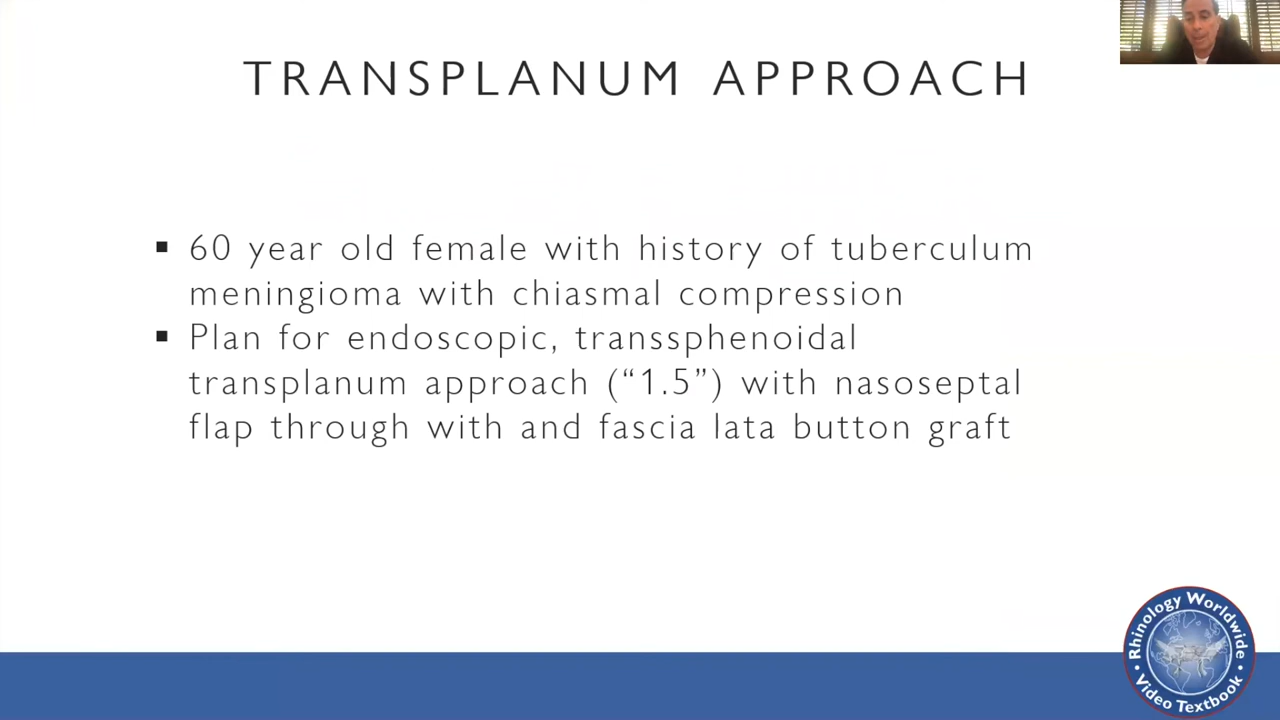 TRANSPLANUM APPROACH
▪ 60 year old female with history of tuberculum
meningioma with chiasmal compression
▪ Plan for endoscopic, transsphenoidal
transplanum approach (“1.5”) with nasoseptal
flap through with and fascia lata button graft
Rhinology Worldwide
• Video Textbook •